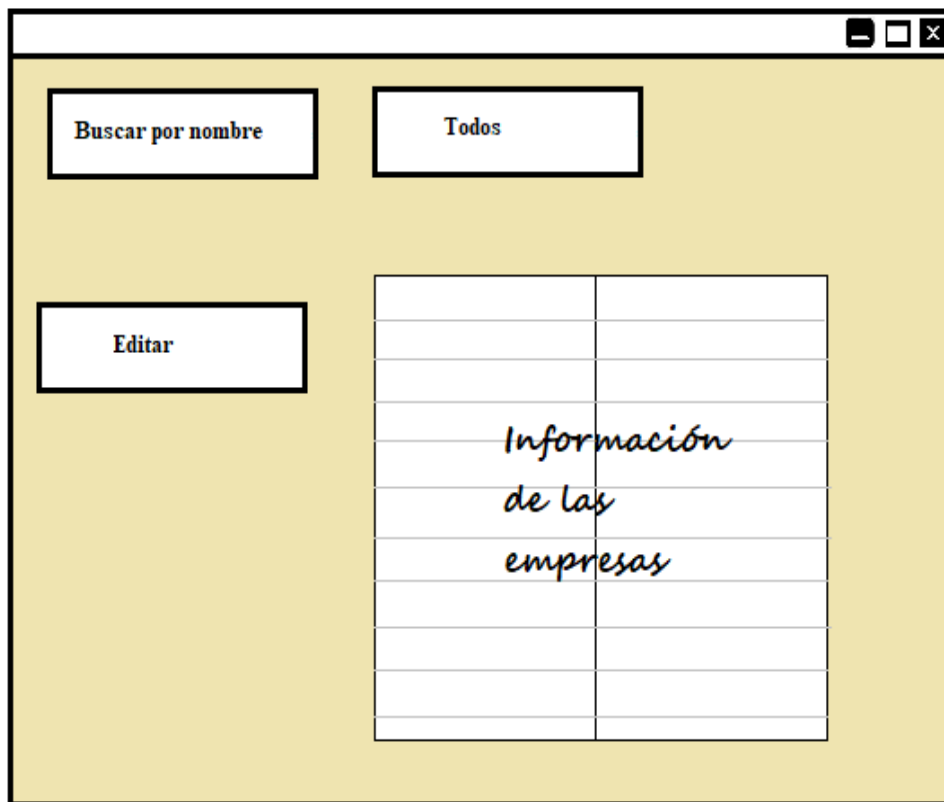 Buscar por nombre
Todos
Editar
Información
de las
empresas